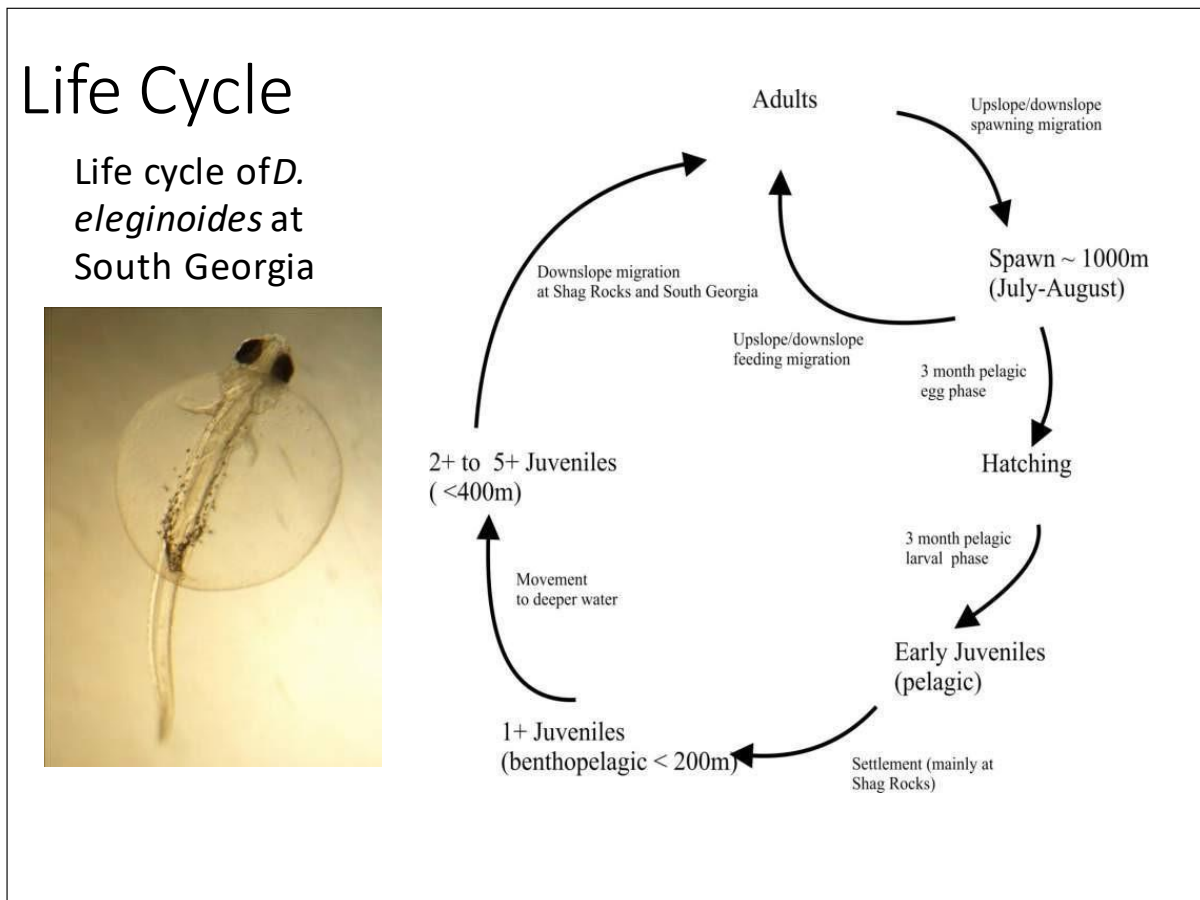 Life Cycle
Life cycle of D.
eleginoides at
South Georgia
Adults
Upslope/downslope
spawning migration
Spawn ~ 1000m
(July-August)
Downslope migration
at Shag Rocks and South Georgia
Upslope/downslope
feeding migration
3 month pelagic
egg phase
Hatching
2+ to 5+ Juveniles
( <400m)
3 month pelagic
larval phase
Movement
to deeper water
Early Juveniles
(pelagic)
1+ Juveniles
(benthopelagic < 200m)
Settlement (mainly at
Shag Rocks)